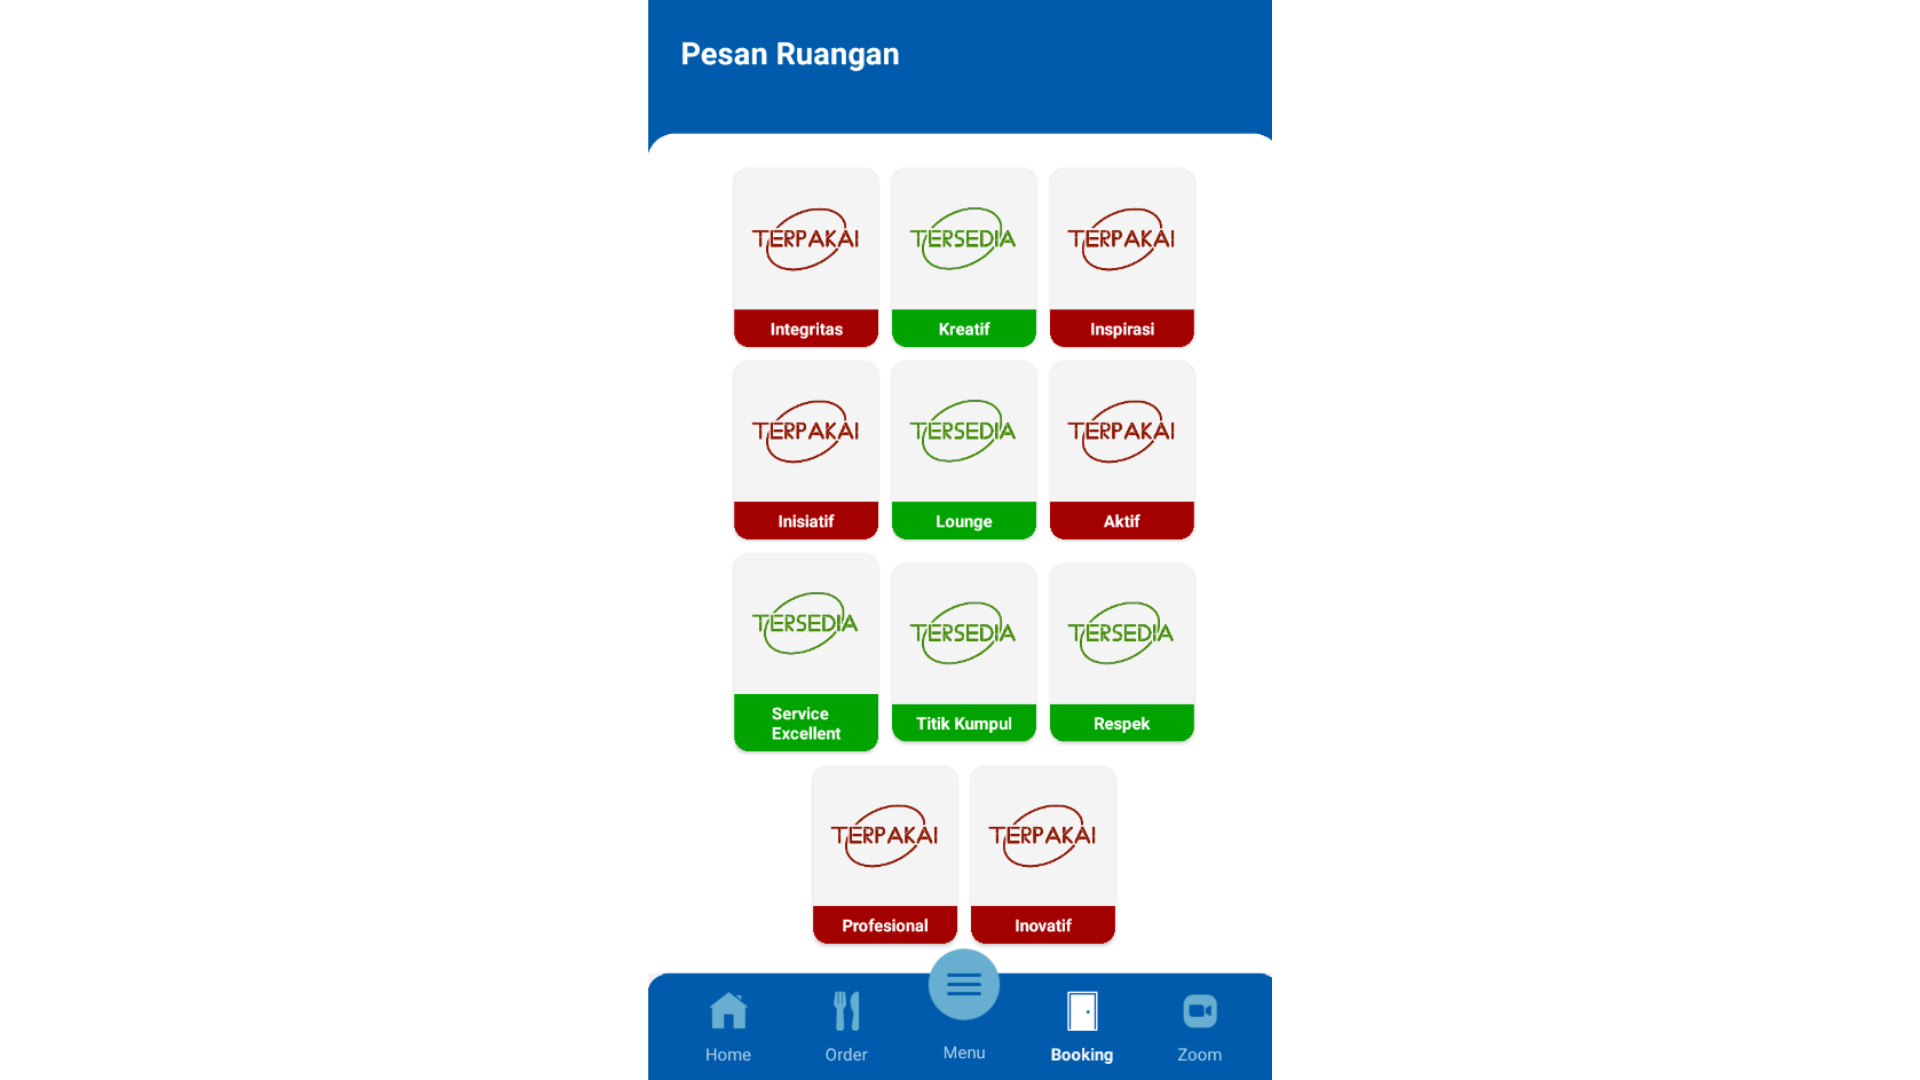 Pesan Ruangan
TERPAKAI
TERSEDIA
TERPAKAI
Integritas
Kreatif
Inspirasi
TERPAKAI
TERSEDIA
TERPAKAI
Inisiatif
Lounge
Aktif
TERSEDIA
TERSEDIA
TERSEDIA
Service
Excellent
Titik Kumpul
Respek
TERPAKAI
TERPAKAI
Profesional
Inovatif
Home
Order
Menu
Booking
Zoom